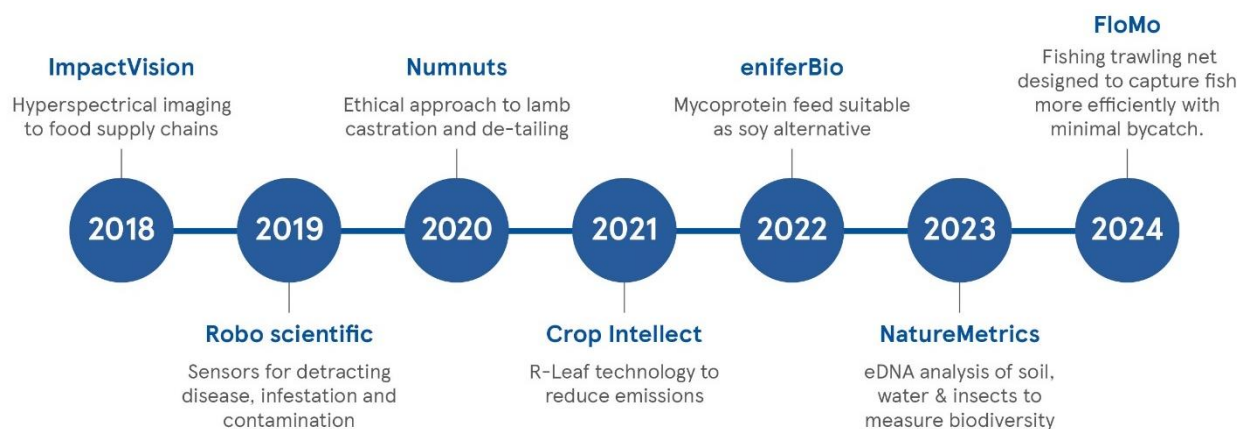 ImpactVision
Hyperspectrical imaging
to food supply chains
2018
2019
Robo scientific
Sensors for detracting
disease, infestation and
contamination
Numnuts
Ethical approach to lamb
castration and de-tailing
2020
2021
Crop Intellect
R-Leaf technology to
reduce emissions
eniferBio
Mycoprotein feed suitable
as soy alternative
2022
2023
NatureMetrics
eDNA analysis of soil,
water & insects to
measure biodiversity
FloMo
Fishing trawling net
designed to capture fish
more efficiently with
minimal bycatch.
2024